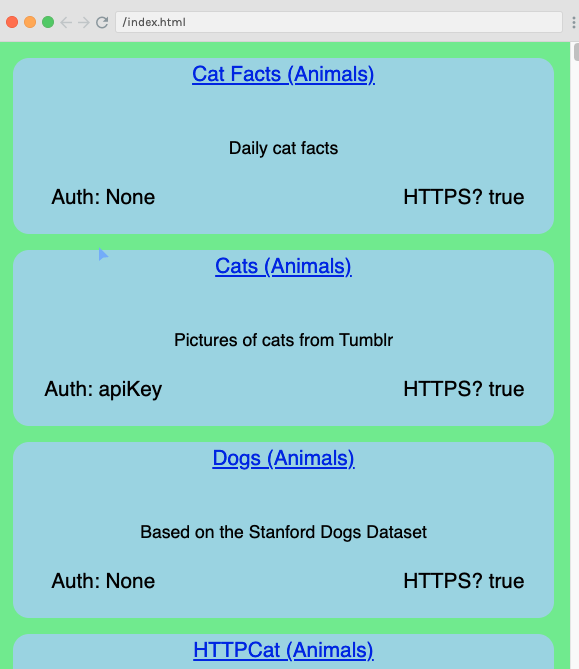 /index.html
Cat Facts (Animals)
Daily cat facts
Auth: None HTTPS? true
Cats (Animals)
Pictures of cats from Tumblr
Auth: apiKey HTTPS? true
Dogs (Animals)
Based on the Stanford Dogs Dataset
Auth: None HTTPS? true
HTTPCat (Animals)